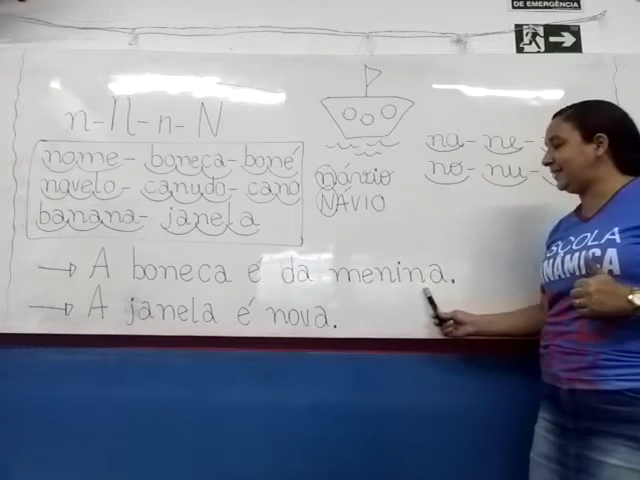 DE EMERGÊNCIA
n-N-n-N
nome - boneca - boné
novelo - canudo - cano
banana - janela
navio
NAVIO
na - ne -
no - nu -
→ A boneca é da menina.
→ A janela é nova.
ESCOLA
DINÂMICA